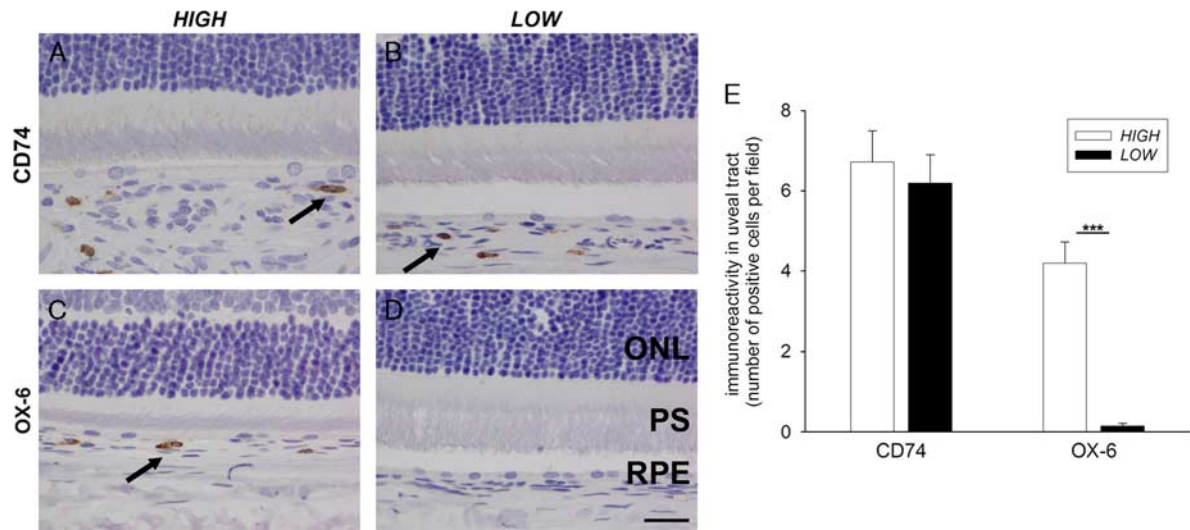 HIGH
LOW
CD74
A
B
OX-6
C
D
ONL
PS
RPE
E
immunoreactivity in uveal tract
(number of positive cells per field)
8
6
4
2
0
HIGH
LOW
***
CD74
OX-6